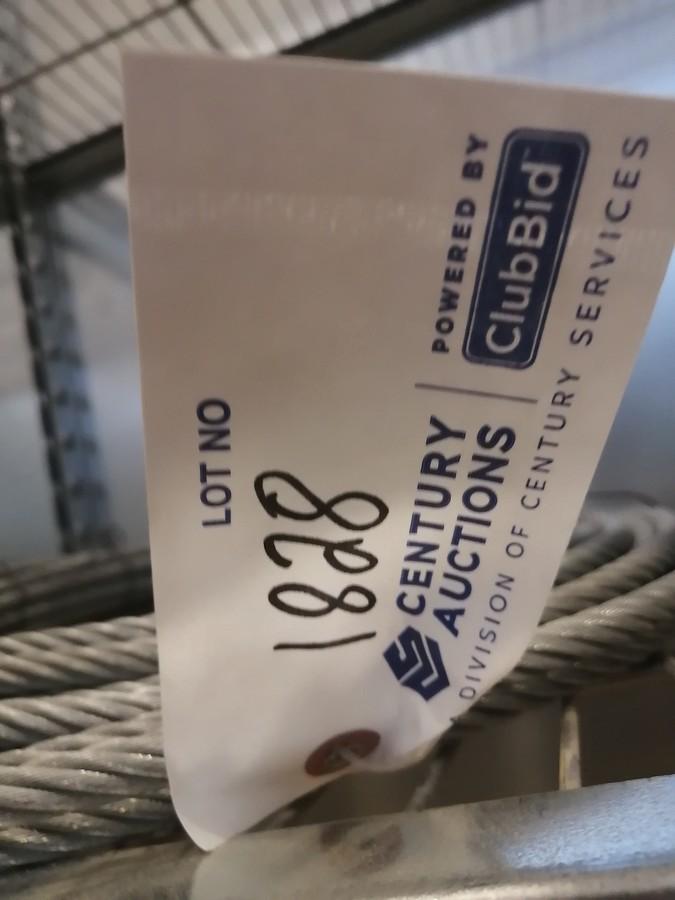 LOT NO
1828
CENTURY
AUCTIONS
POWERED BY
ClubBid
DIVISION OF CENTURY SERVICES